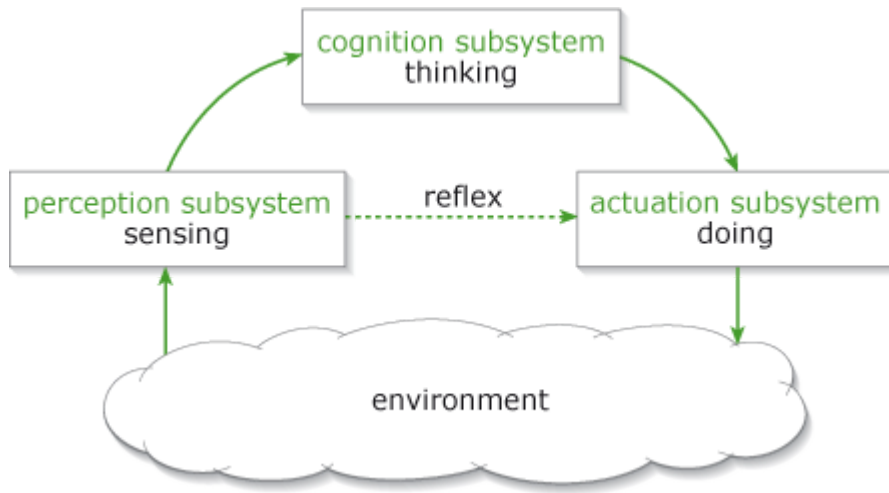 cognition subsystem
thinking
perception subsystem
sensing
reflex
actuation subsystem
doing
environment